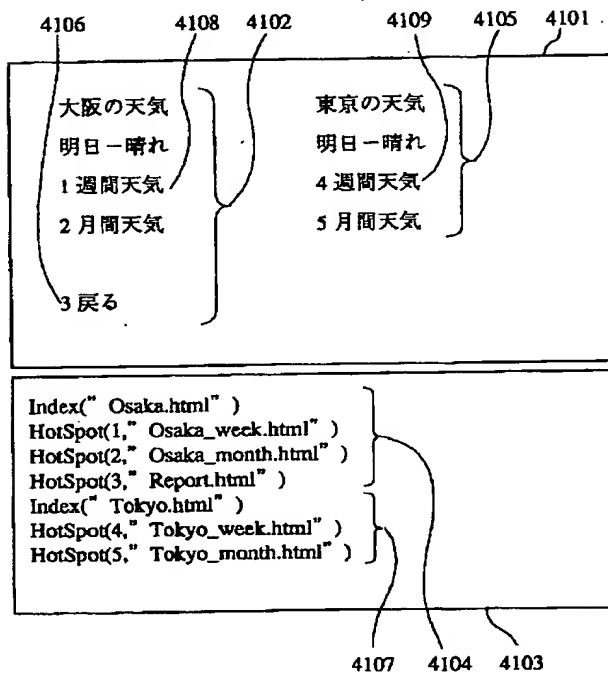 4106 4108 4102 4109 4101 4105
大阪の天気
明日ー晴れ
1 週間天気
2 月間天気
3 戻る
東京の天気
明日ー晴れ
4 週間天気
5 月間天気
Index(" Osaka.html" )
HotSpot(1," Osaka_week.html" )
HotSpot(2," Osaka_month.html" )
HotSpot(3," Report.html" )
Index(" Tokyo.html" )
HotSpot(4," Tokyo_week.html" )
HotSpot(5," Tokyo_month.html" )
4107 4104 4103